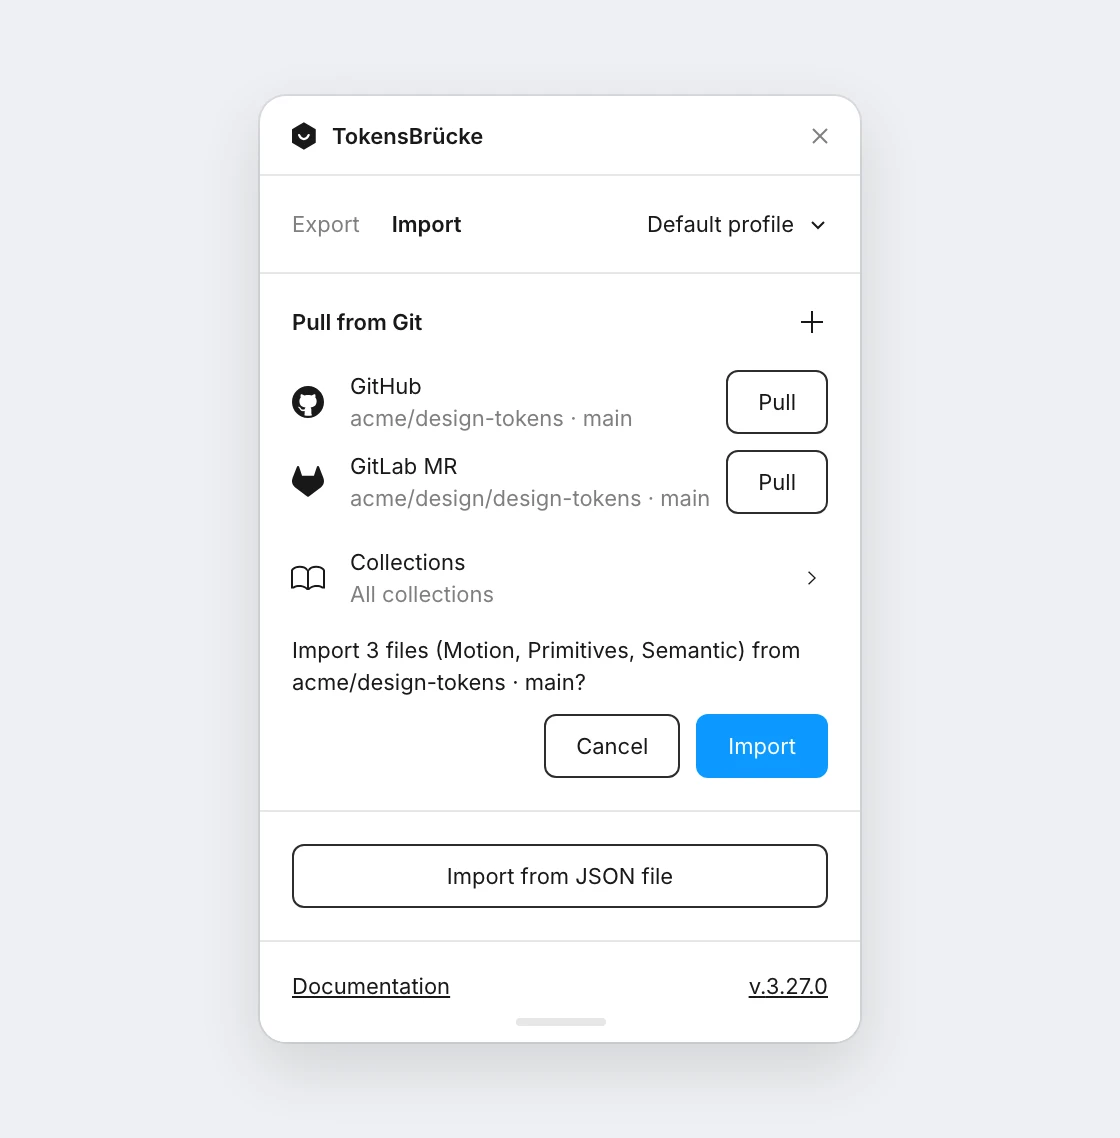 TokensBrücke
Export Import Default profile
Pull from Git
GitHub
acme/design-tokens · main
Pull
GitLab MR
acme/design/design-tokens · main
Pull
Collections
All collections
Import 3 files (Motion, Primitives, Semantic) from
acme/design-tokens · main?
Cancel Import
Import from JSON file
Documentation v.3.27.0